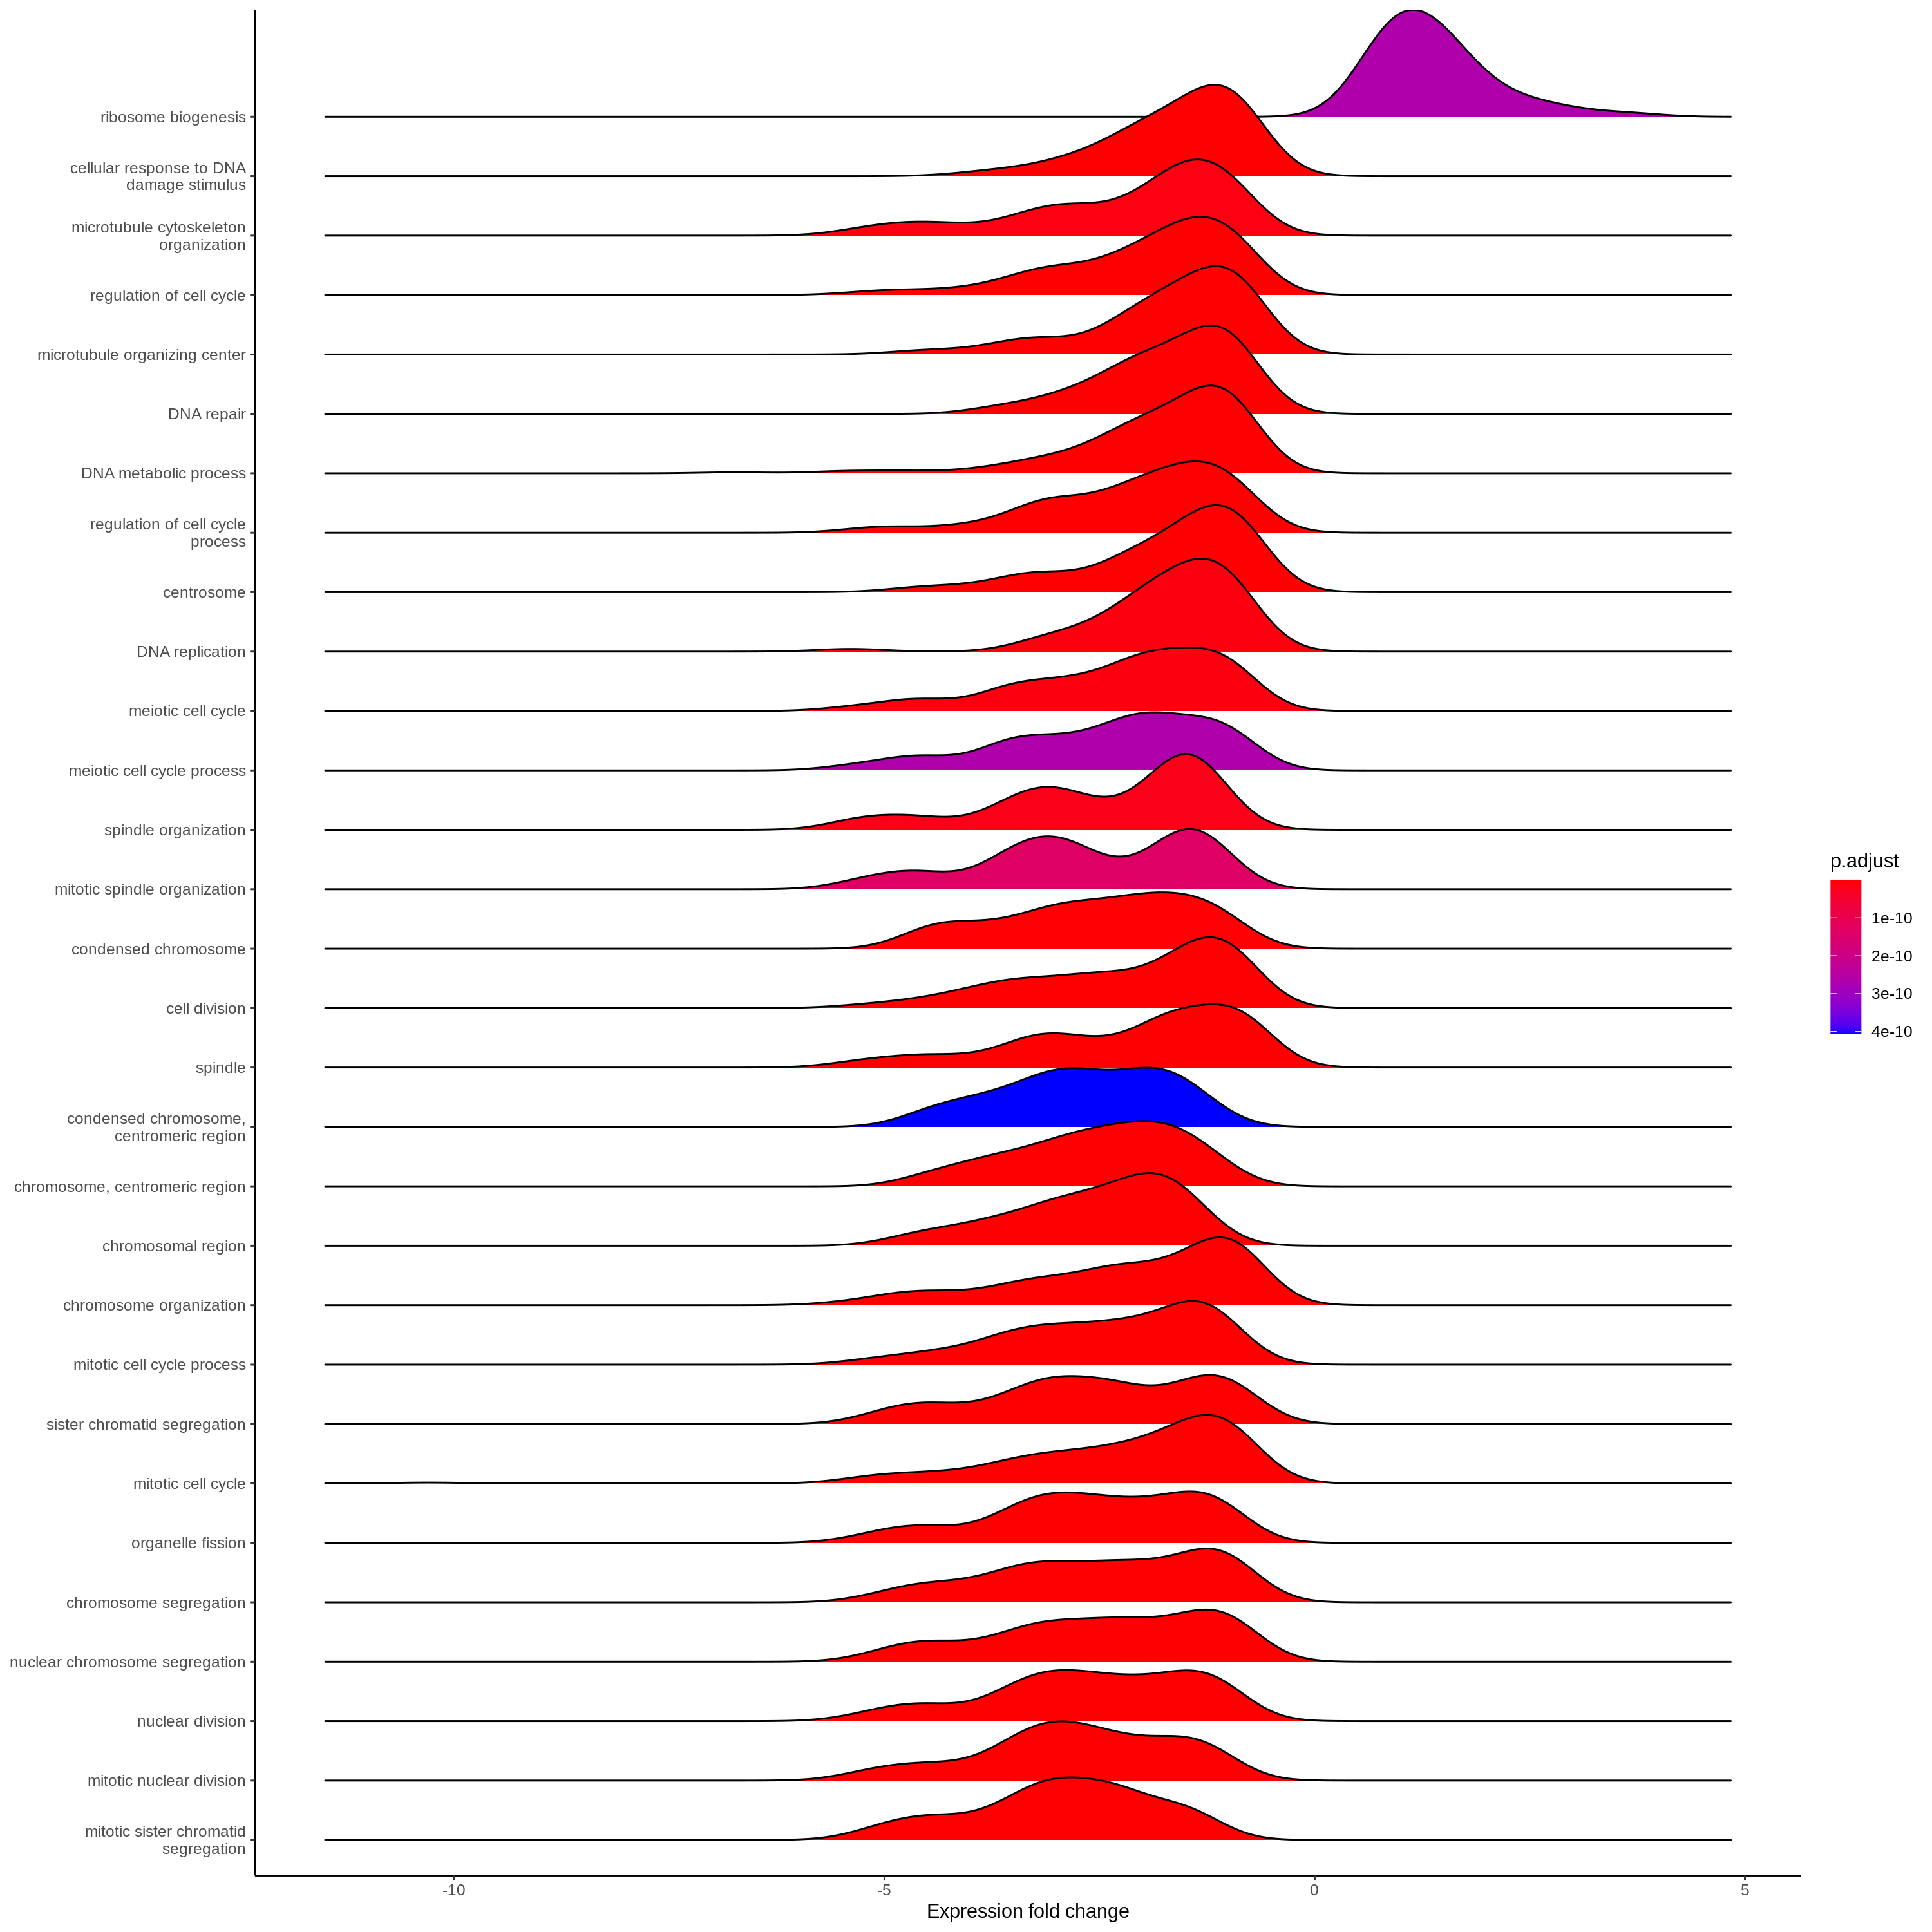 ribosome biogenesis
cellular response to DNA
damage stimulus
microtubule cytoskeleton
organization
regulation of cell cycle
microtubule organizing center
DNA repair
DNA metabolic process
regulation of cell cycle
process
centrosome
DNA replication
meiotic cell cycle
meiotic cell cycle process
spindle organization
mitotic spindle organization
condensed chromosome
cell division
spindle
condensed chromosome,
centromeric region
chromosome, centromeric region
chromosomal region
chromosome organization
mitotic cell cycle process
sister chromatid segregation
mitotic cell cycle
organelle fission
chromosome segregation
nuclear chromosome segregation
nuclear division
mitotic nuclear division
mitotic sister chromatid
segregation
-10
-5
0
5
Expression fold change
p.adjust
1e-10
2e-10
3e-10
4e-10